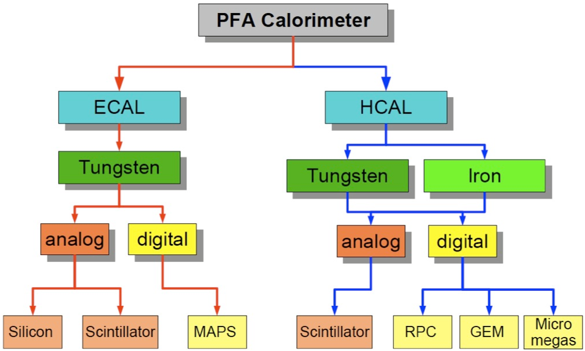 PFA Calorimeter
ECAL
HCAL
Tungsten
Tungsten
Iron
analog
digital
analog
digital
Silicon
Scintillator
MAPS
Scintillator
RPC
GEM
Micro
megas